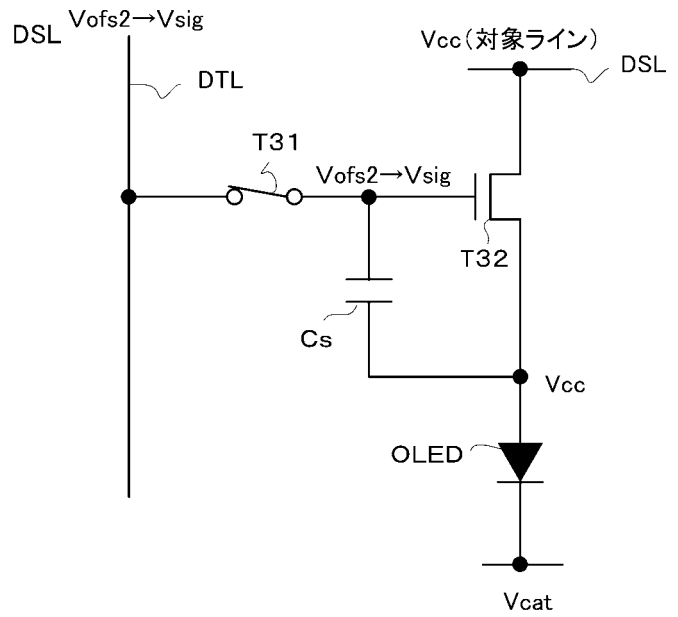 Vofs2→Vsig
DSL
DTL
Vcc(対象ライン)
DSL
T31
Vofs2→Vsig
T32
Cs
Vcc
OLED
Vcat